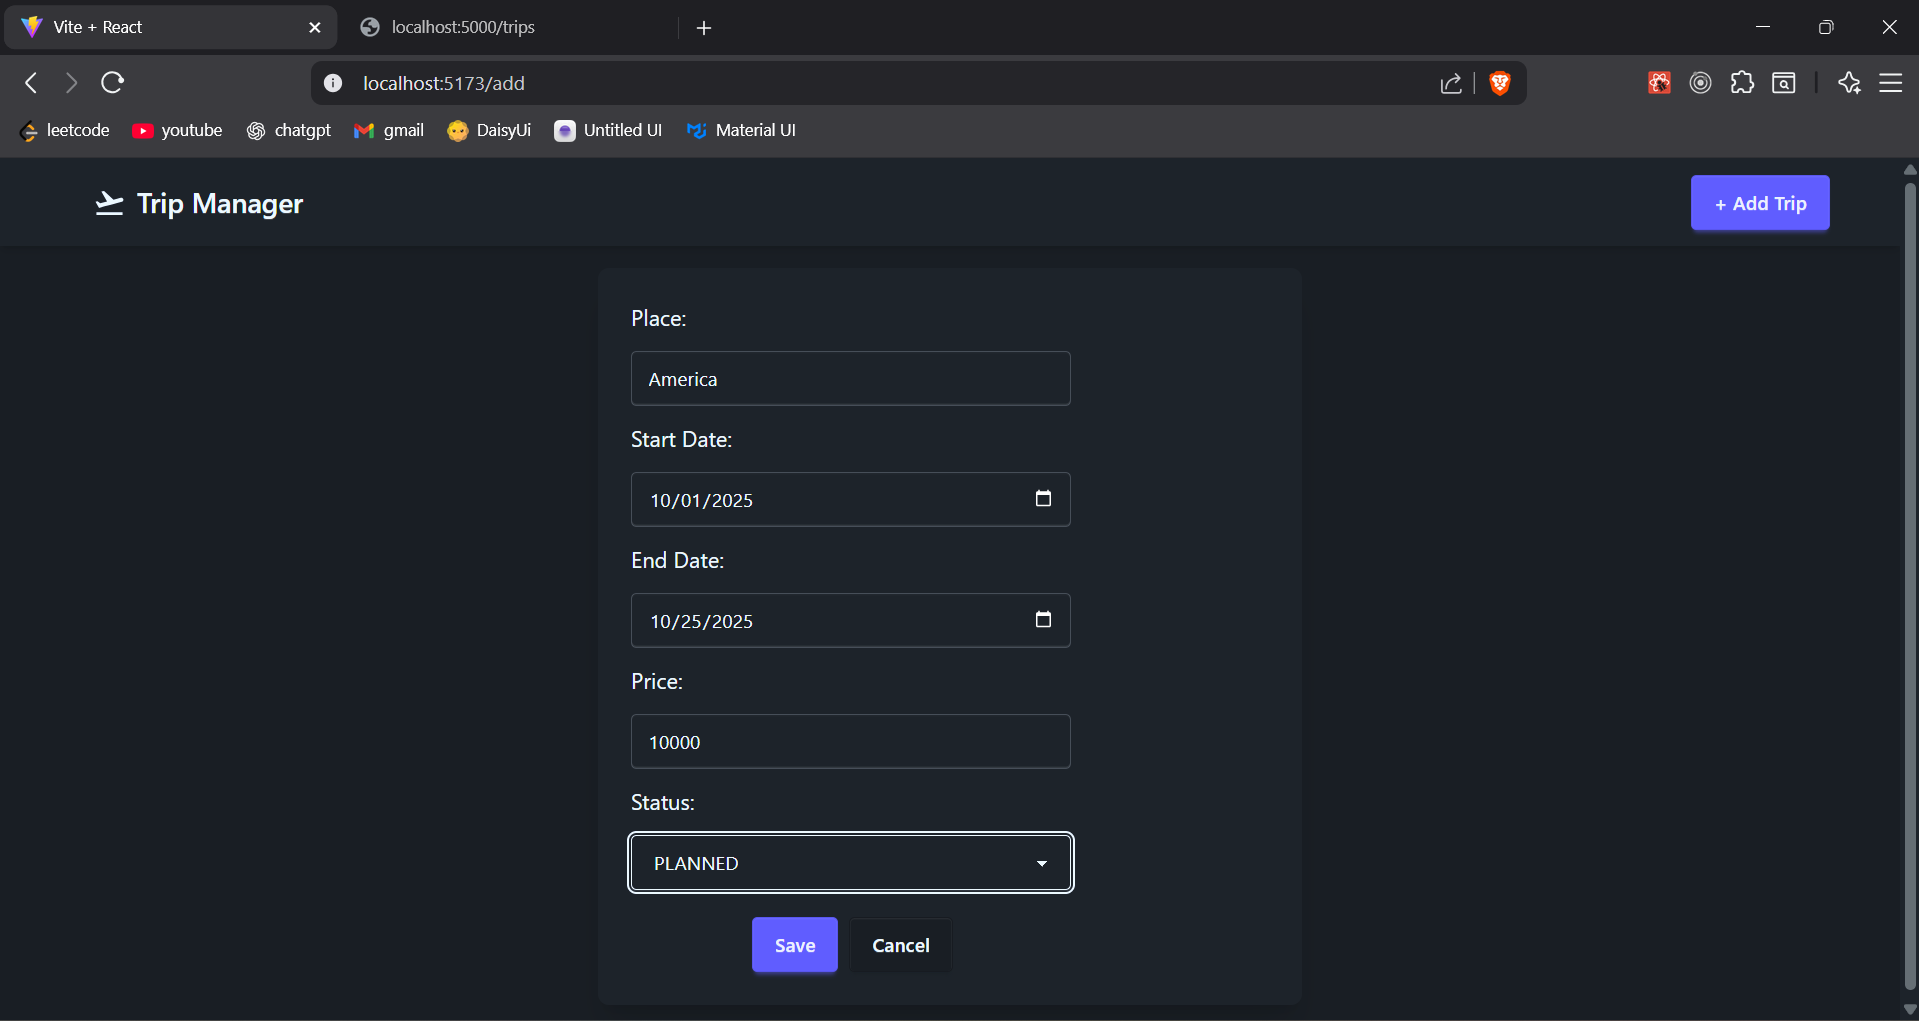 Vite + React
localhost:5000/trips
localhost:5173/add
leetcode youtube chatgpt gmail DaisyUi Untitled UI Material UI
Trip Manager
+ Add Trip
Place:
America
Start Date:
10/01/2025
End Date:
10/25/2025
Price:
10000
Status:
PLANNED
Save Cancel